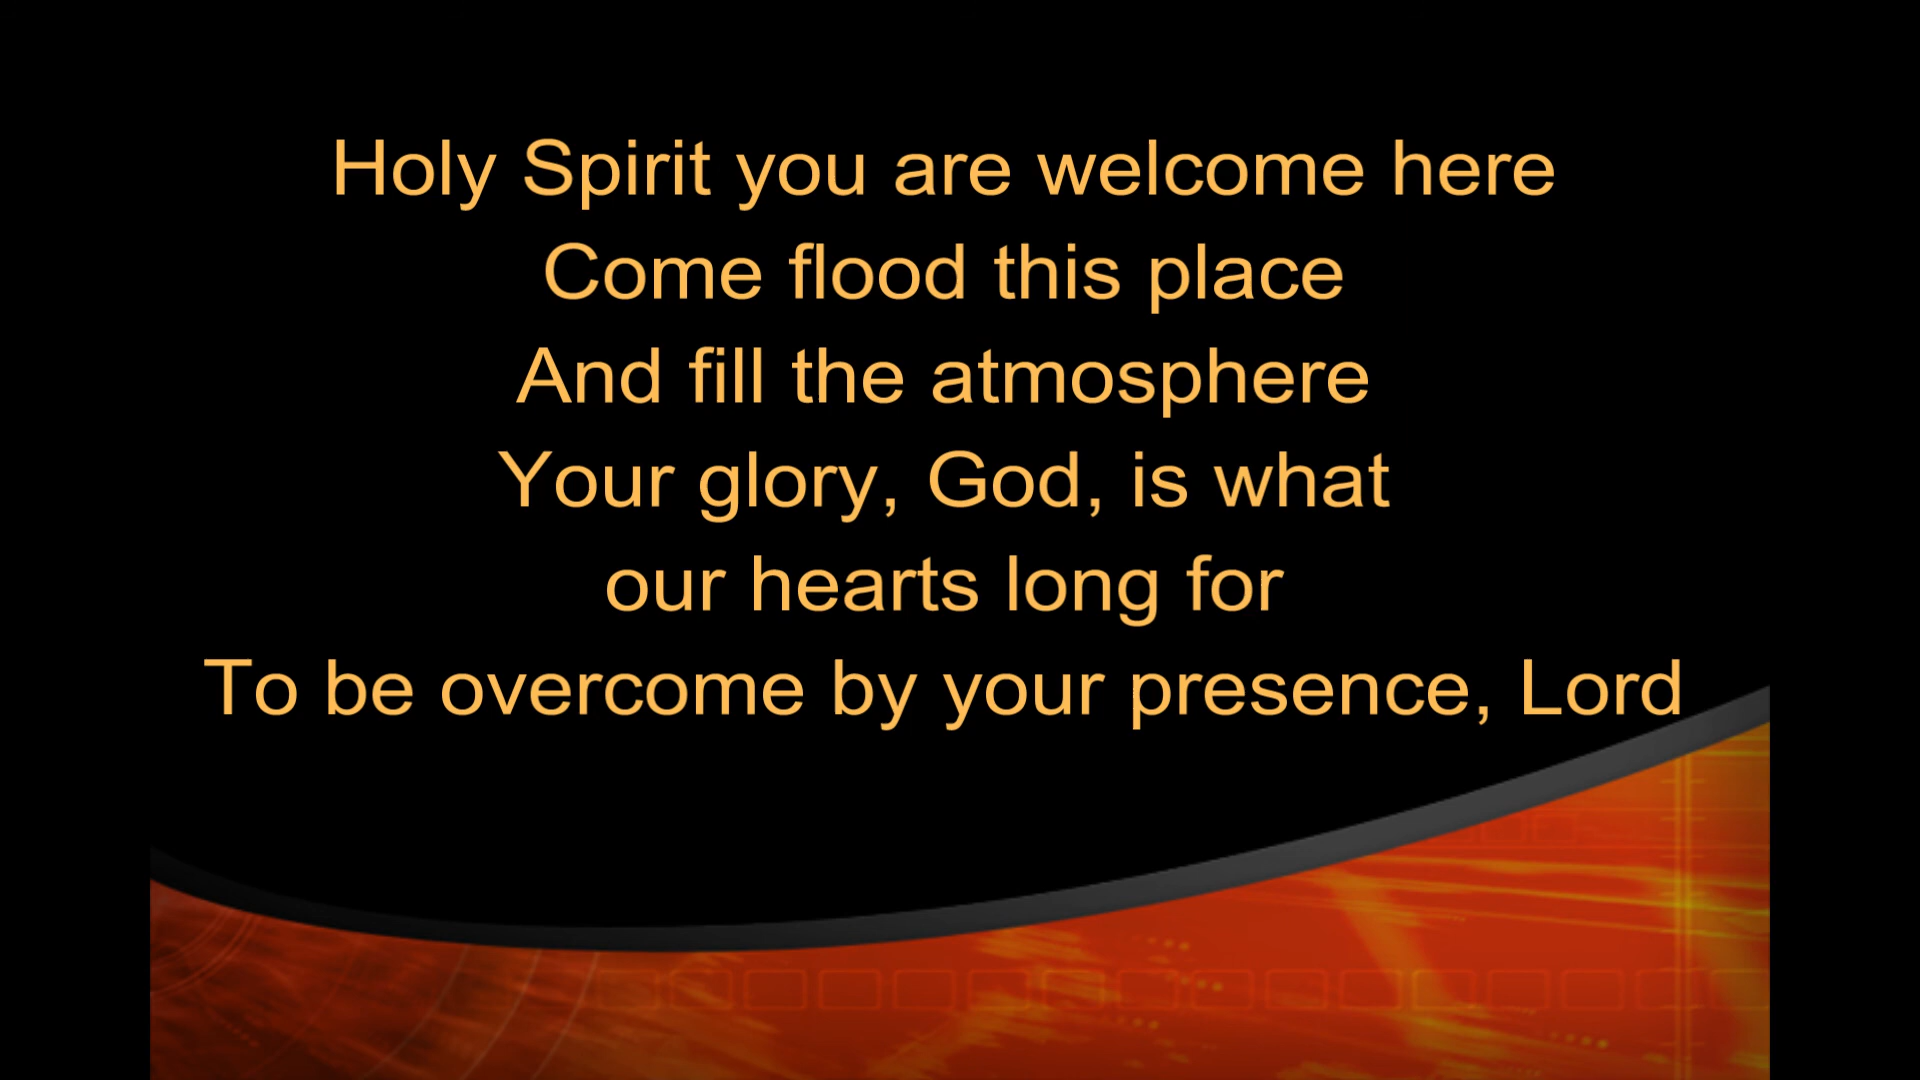 Holy Spirit you are welcome here
Come flood this place
And fill the atmosphere
Your glory, God, is what
our hearts long for
To be overcome by your presence, Lord